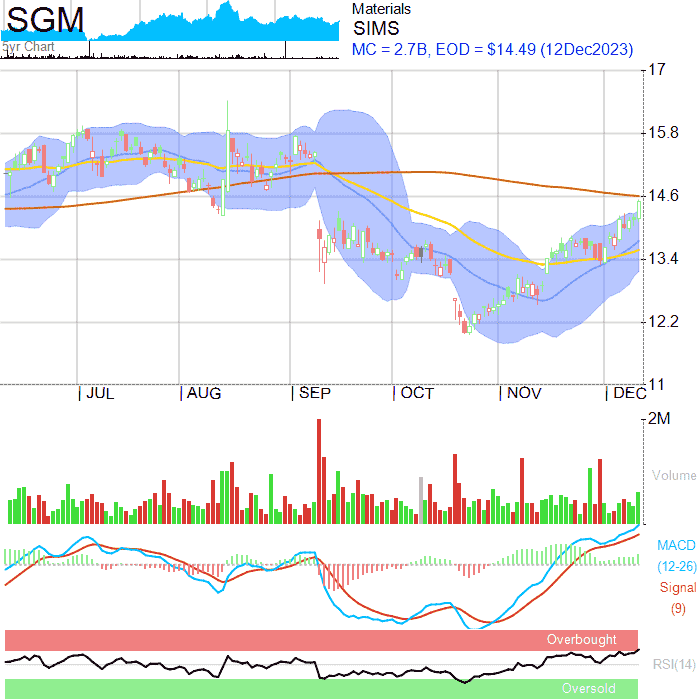 SGM
5yr Chart
Materials
SIMS
MC = 2.7B, EOD = $14.49 (12Dec2023)
17
15.8
14.6
13.4
12.2
11
JUL AUG SEP OCT NOV DEC
2M
Volume
MACD
(12-26)
Signal
(9)
Overbought
RSI(14)
Oversold